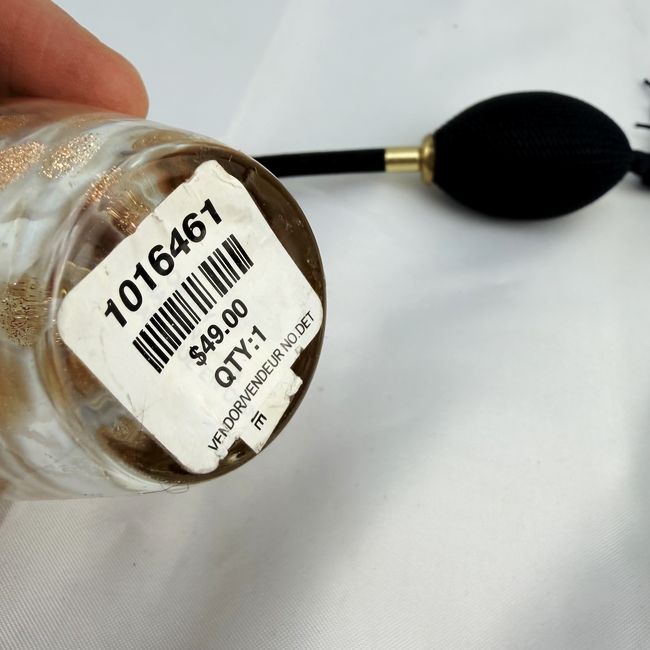 1016461
$49.00
QTY:1
VENDOR/VENDEUR NO.DET